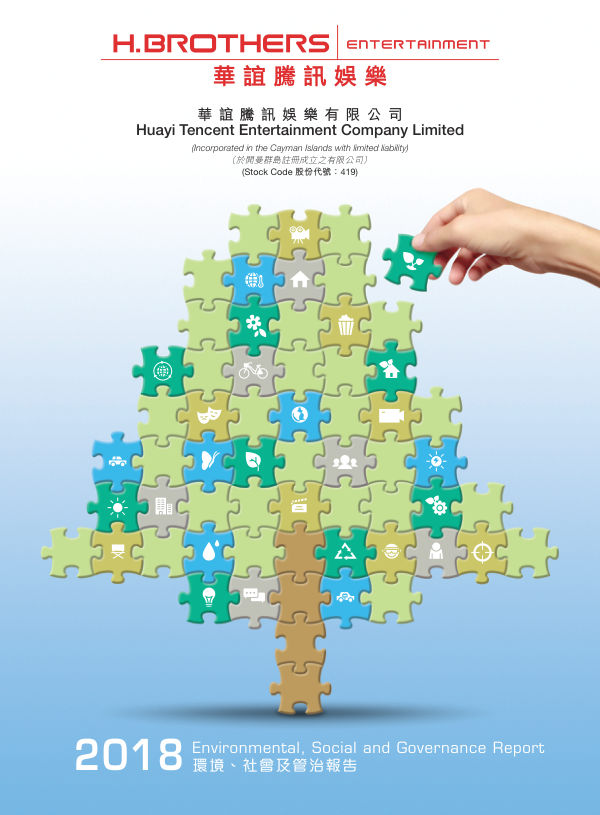 H.BROTHERS ENTERTAINMENT
華誼騰訊娛樂
華誼騰訊娛樂有限公司
Huayi Tencent Entertainment Company Limited
(Incorporated in the Cayman Islands with limited liability)
（於開曼群島註冊成立之有限公司）
(Stock Code 股份代號：419)
2018 Environmental, Social and Governance Report
環境、社會及管治報告